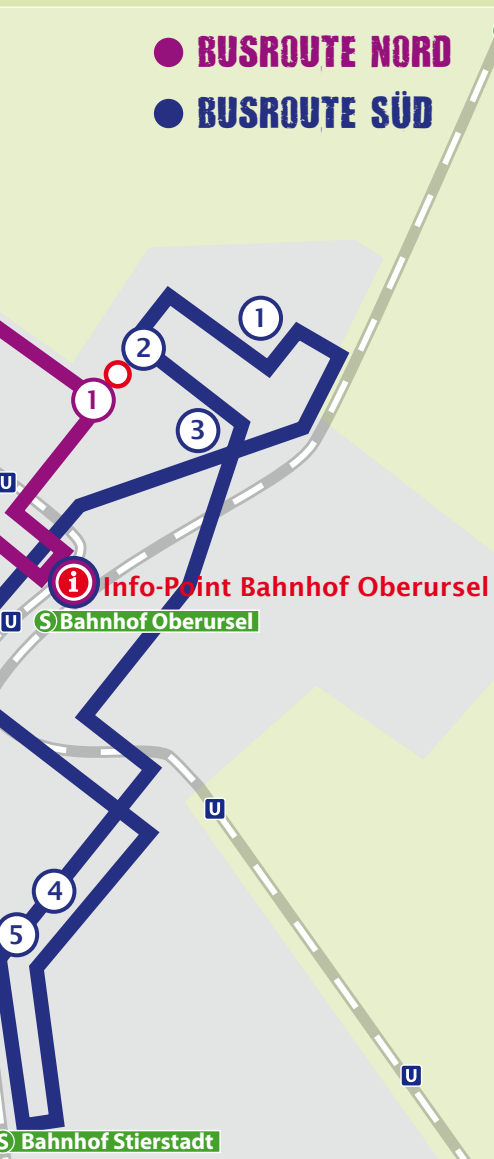 BUSROUTE NORD
BUSROUTE SÜD
1
2
1
3
U
i Info-Point Bahnhof Oberursel
U S Bahnhof Oberursel
U
4
5
U
S Bahnhof Stierstadt